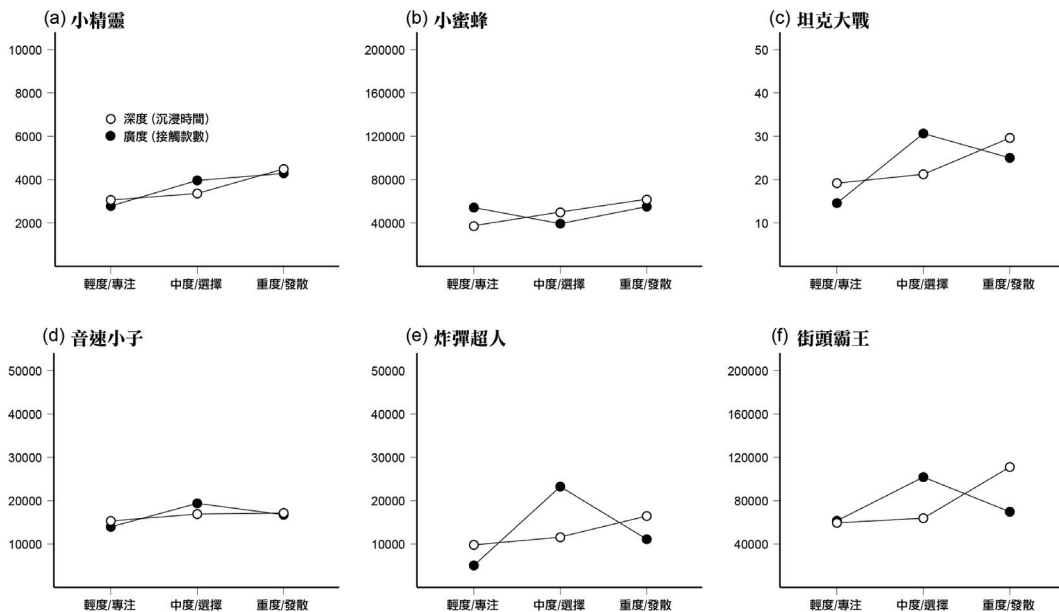 (a) 小精靈
10000
8000
6000
4000
2000
○ 深度 (沉浸時間)
● 廣度 (接觸款數)
輕度/專注 中度/選擇 重度/發散
(b) 小蜜蜂
200000
160000
120000
80000
40000
輕度/專注 中度/選擇 重度/發散
(c) 坦克大戰
50
40
30
20
10
輕度/專注 中度/選擇 重度/發散
(d) 音速小子
50000
40000
30000
20000
10000
輕度/專注 中度/選擇 重度/發散
(e) 炸彈超人
50000
40000
30000
20000
10000
輕度/專注 中度/選擇 重度/發散
(f) 街頭霸王
200000
160000
120000
80000
40000
輕度/專注 中度/選擇 重度/發散